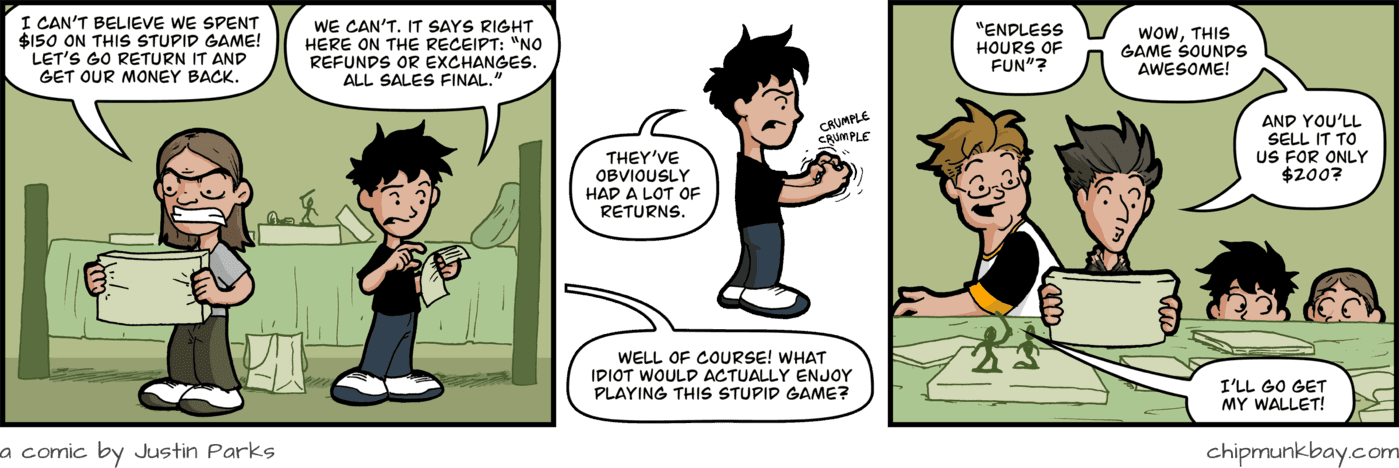 I CAN'T BELIEVE WE SPENT
$150 ON THIS STUPID GAME!
LET'S GO RETURN IT AND
GET OUR MONEY BACK.
WE CAN'T. IT SAYS RIGHT
HERE ON THE RECEIPT: "NO
REFUNDS OR EXCHANGES.
ALL SALES FINAL."
THEY'VE
OBVIOUSLY
HAD A LOT OF
RETURNS.
CRUMPLE
CRUMPLE
WELL OF COURSE! WHAT
IDIOT WOULD ACTUALLY ENJOY
PLAYING THIS STUPID GAME?
"ENDLESS
HOURS OF
FUN"?
WOW, THIS
GAME SOUNDS
AWESOME!
AND YOU'LL
SELL IT TO
US FOR ONLY
$200?
I'LL GO GET
MY WALLET!
a comic by Justin Parks
chipmunkbay.com